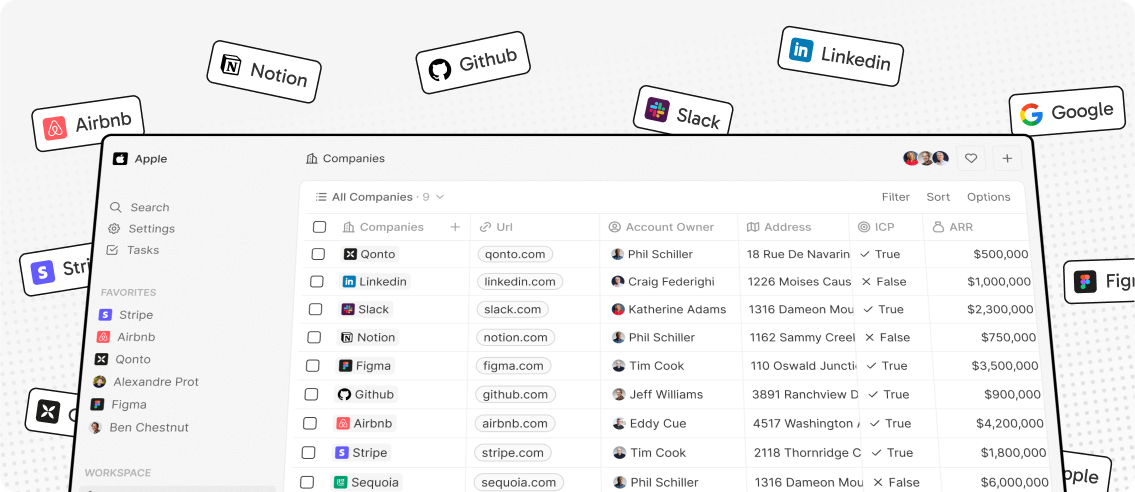 Notion
Github
Linkedin
Airbnb
Slack
Google
Apple
Companies
Search
Settings
Tasks
FAVORITES
Stripe
Airbnb
Qonto
Alexandre Prot
Figma
Ben Chestnut
WORKSPACE
All Companies · 9
Filter Sort Options
Companies Url Account Owner Address ICP ARR
Qonto qonto.com Phil Schiller 18 Rue De Navarin True $500,000
Linkedin linkedin.com Craig Federighi 1226 Moises Caus False $1,000,000
Slack slack.com Katherine Adams 1316 Dameon Mou True $2,300,000
Notion notion.com Phil Schiller 1162 Sammy Creek False $750,000
Figma figma.com Tim Cook 110 Oswald Juncti True $3,500,000
Github github.com Jeff Williams 3891 Ranchview D True $900,000
Airbnb airbnb.com Eddy Cue 4517 Washington A True $4,200,000
Stripe stripe.com Tim Cook 2118 Thornridge C True $1,800,000
Sequoia sequoia.com Phil Schiller 1316 Dameon Mou False $6,000,000
Stri
Fig
pple